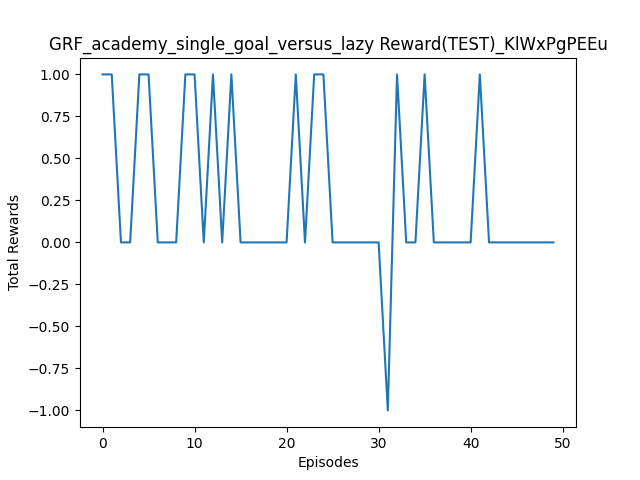 GRF_academy_single_goal_versus_lazy Reward(TEST)_KlWxPgPEEu
1.00
0.75
0.50
0.25
0.00
−0.25
−0.50
−0.75
−1.00
Total Rewards
0 10 20 30 40 50
Episodes